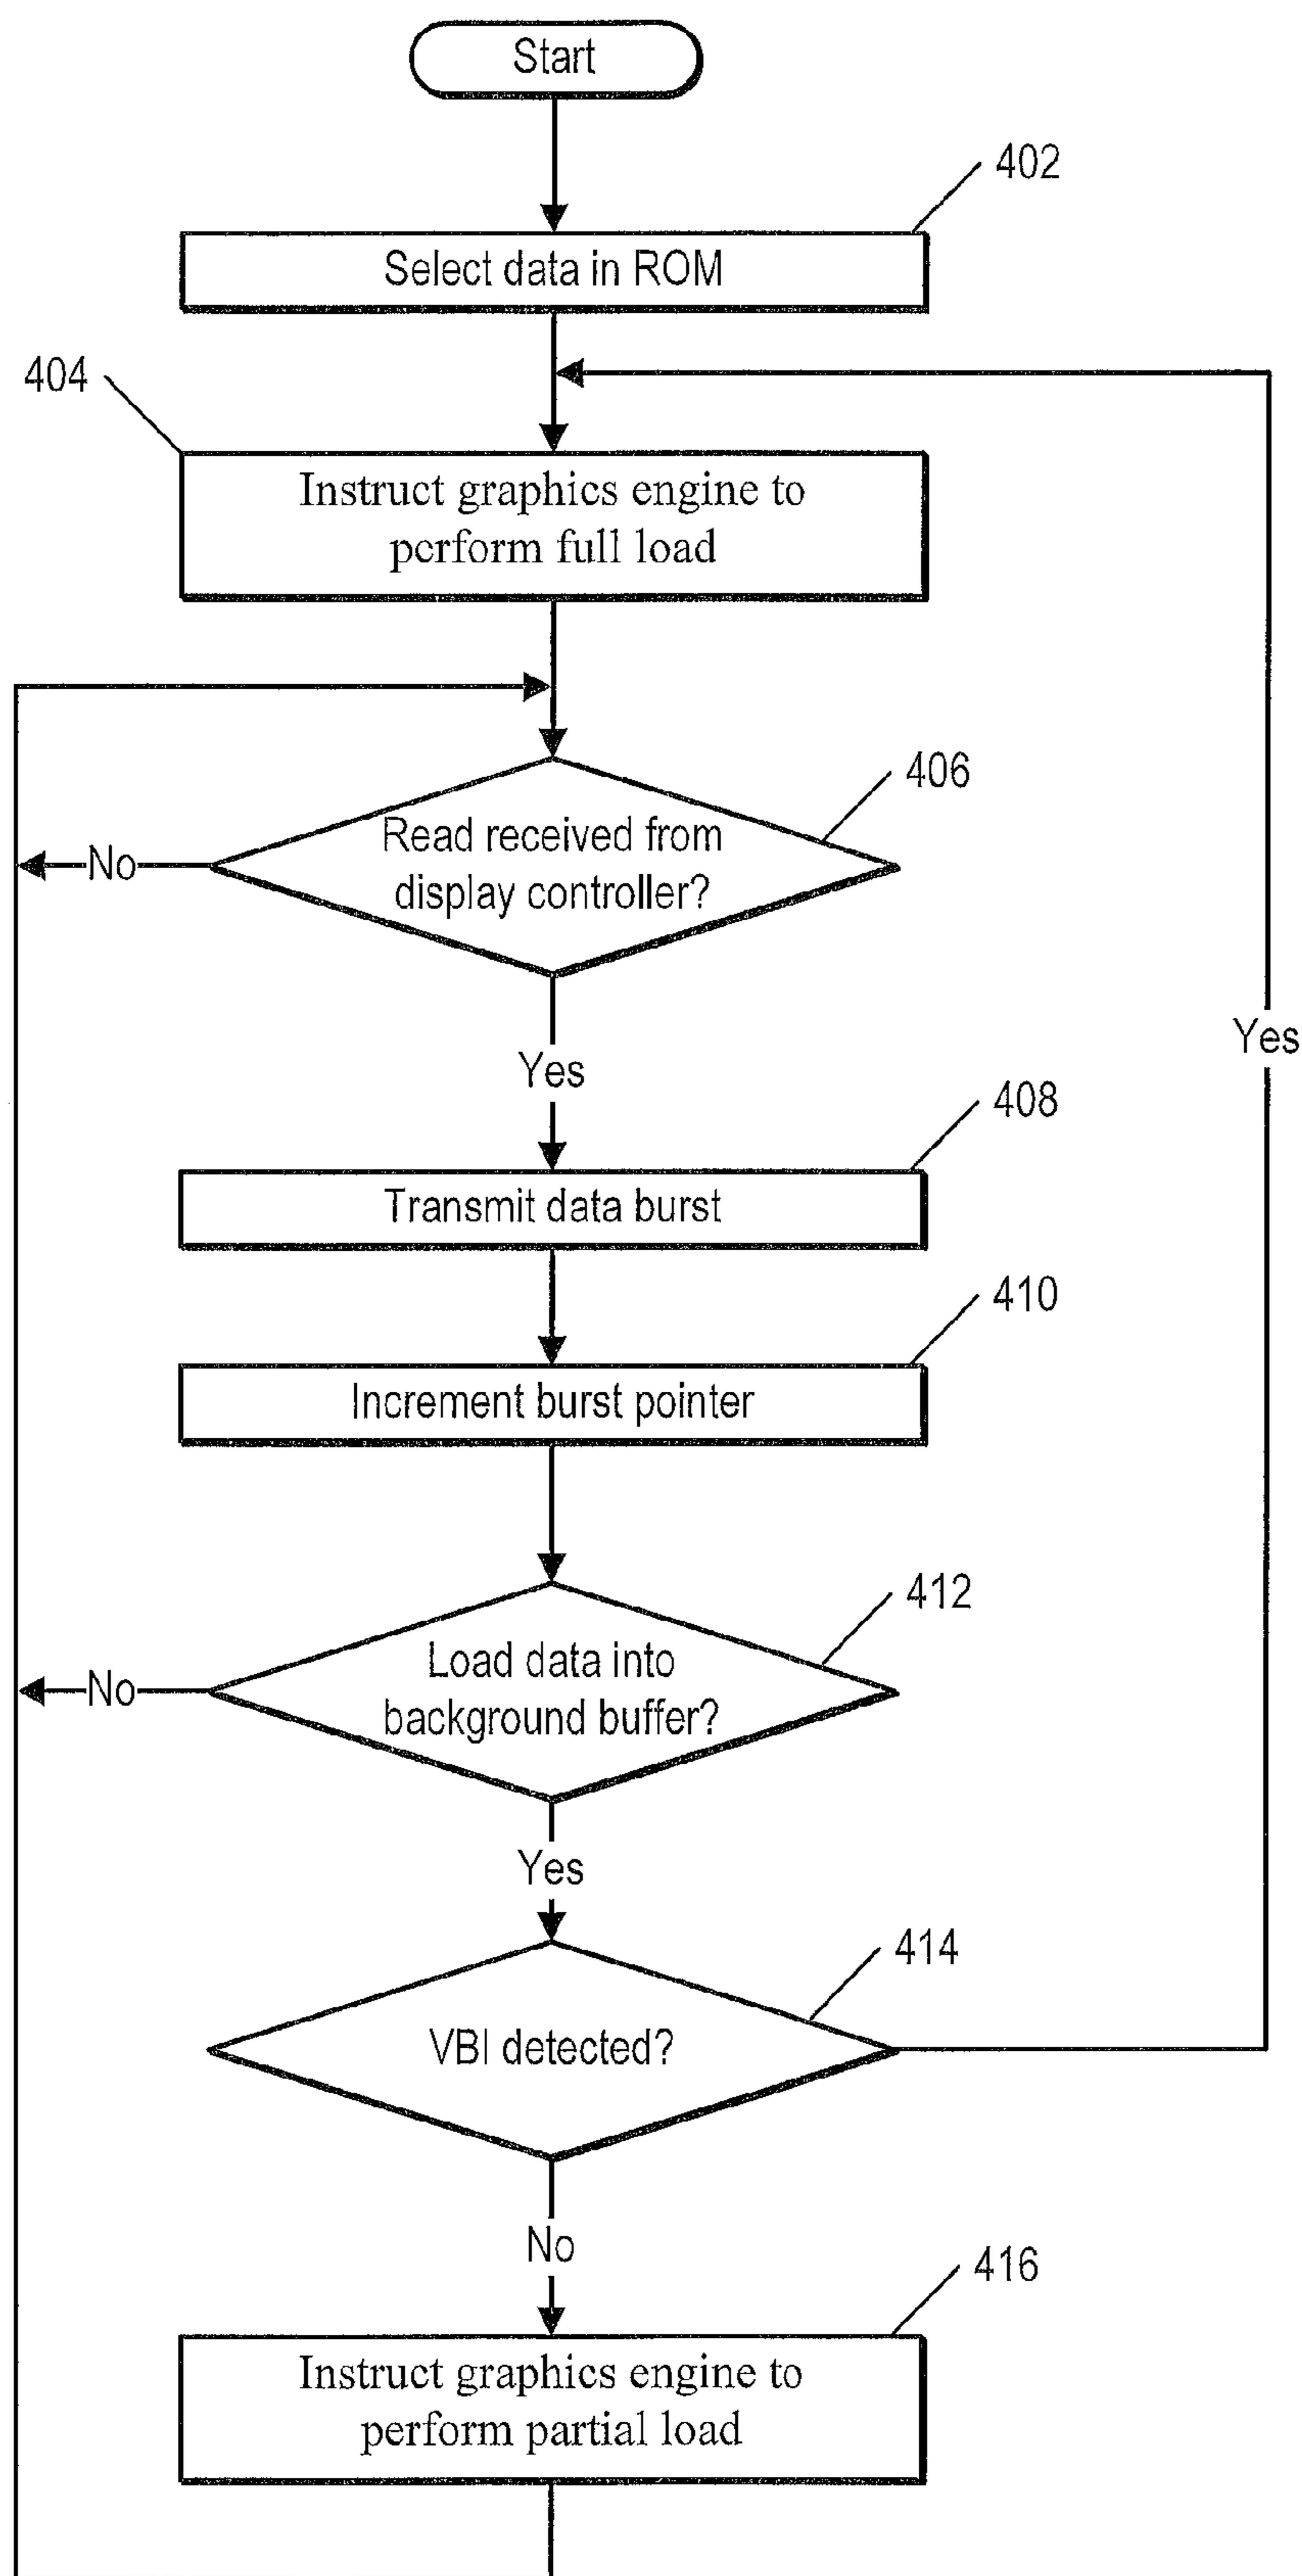 Start
402
Select data in ROM
404
Instruct graphics engine to
perform full load
406
Read received from
display controller?
No
Yes
Yes
408
Transmit data burst
410
Increment burst pointer
412
Load data into
background buffer?
No
Yes
414
VBI detected?
No
416
Instruct graphics engine to
perform partial load